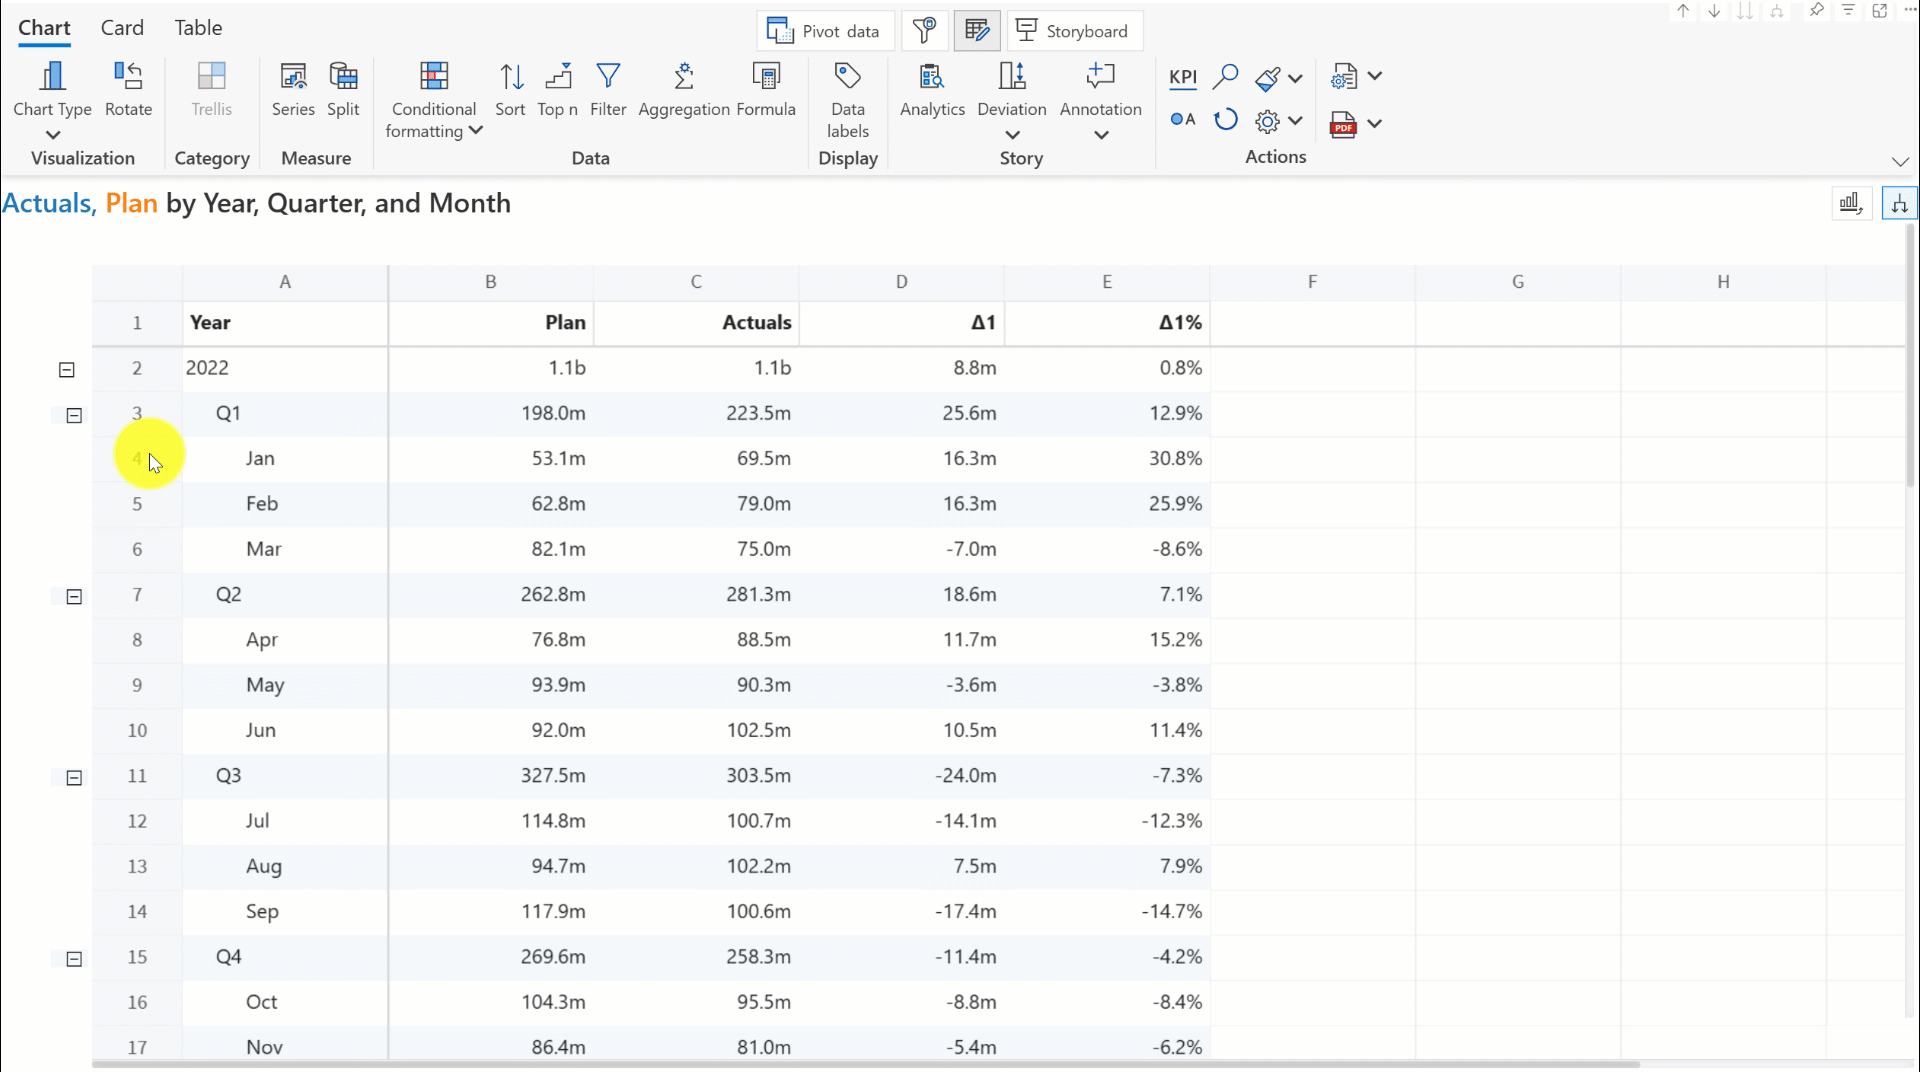 Chart Card Table Pivot data Storyboard
Chart Type Rotate Trellis Series Split Conditional formatting Sort Top n Filter Aggregation Formula Data labels Analytics Deviation Annotation KPI A PDF
Visualization Category Measure Data Display Story Actions
Actuals, Plan by Year, Quarter, and Month
A B C D E F G H
1 Year Plan Actuals Δ1 Δ1%
2 2022 1.1b 1.1b 8.8m 0.8%
3 Q1 198.0m 223.5m 25.6m 12.9%
4 Jan 53.1m 69.5m 16.3m 30.8%
5 Feb 62.8m 79.0m 16.3m 25.9%
6 Mar 82.1m 75.0m -7.0m -8.6%
7 Q2 262.8m 281.3m 18.6m 7.1%
8 Apr 76.8m 88.5m 11.7m 15.2%
9 May 93.9m 90.3m -3.6m -3.8%
10 Jun 92.0m 102.5m 10.5m 11.4%
11 Q3 327.5m 303.5m -24.0m -7.3%
12 Jul 114.8m 100.7m -14.1m -12.3%
13 Aug 94.7m 102.2m 7.5m 7.9%
14 Sep 117.9m 100.6m -17.4m -14.7%
15 Q4 269.6m 258.3m -11.4m -4.2%
16 Oct 104.3m 95.5m -8.8m -8.4%
17 Nov 86.4m 81.0m -5.4m -6.2%